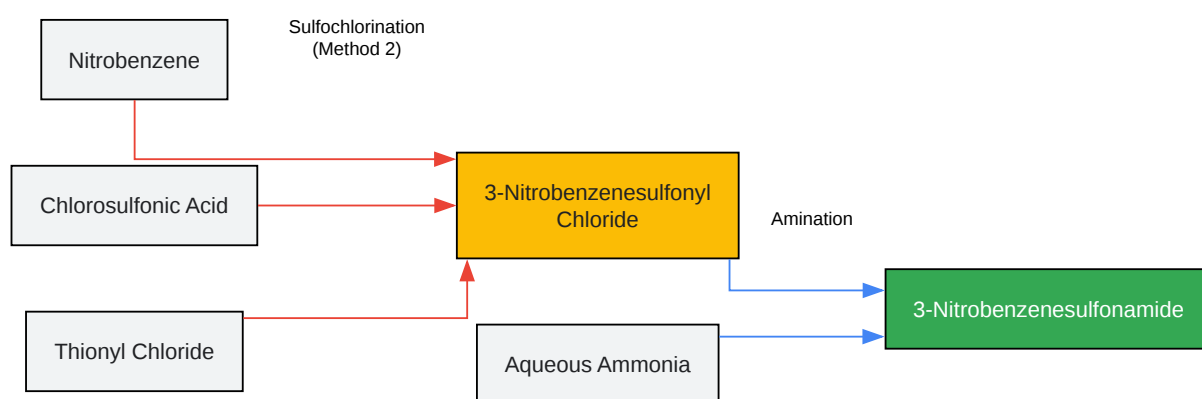 Sulfochlorination
(Method 2)
Nitrobenzene
Chlorosulfonic Acid
3-Nitrobenzenesulfonyl
Chloride
Amination
Thionyl Chloride
Aqueous Ammonia
3-Nitrobenzenesulfonamide